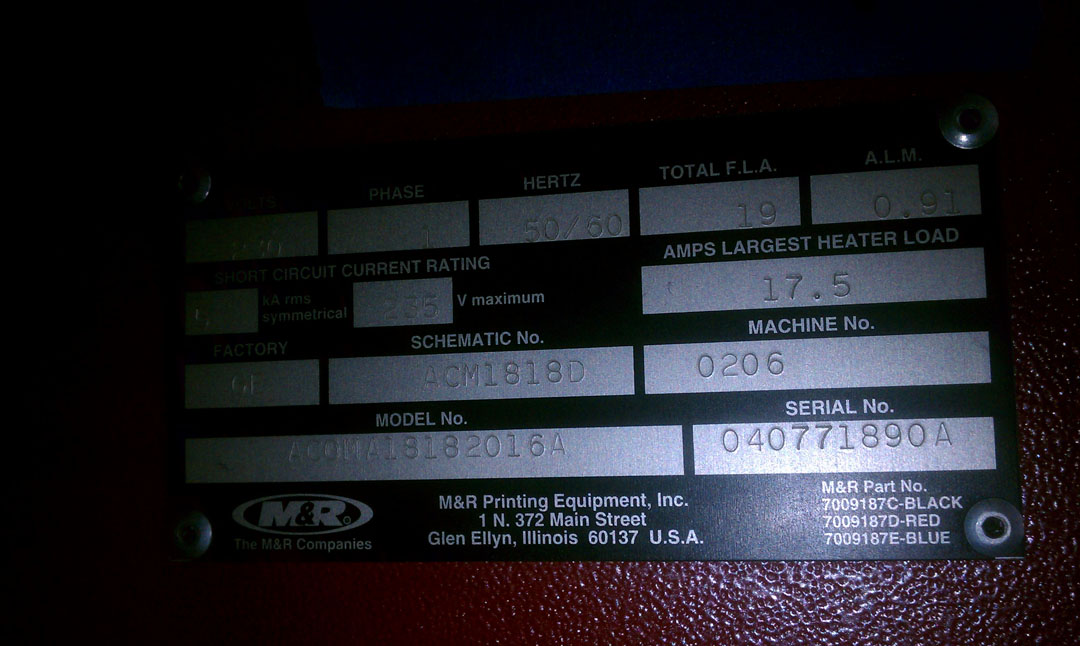 VOLTS PHASE HERTZ TOTAL F.L.A. A.L.M.
1 50/60 19 0.91
SHORT CIRCUIT CURRENT RATING AMPS LARGEST HEATER LOAD
5 kA rms symmetrical 235 V maximum 17.5
FACTORY SCHEMATIC No. MACHINE No.
ACM1818D 0206
MODEL No. SERIAL No.
ACOMA18182016A 040771890A
M&R
The M&R Companies
M&R Printing Equipment, Inc.
1 N. 372 Main Street
Glen Ellyn, Illinois 60137 U.S.A.
M&R Part No.
7009187C-BLACK
7009187D-RED
7009187E-BLUE